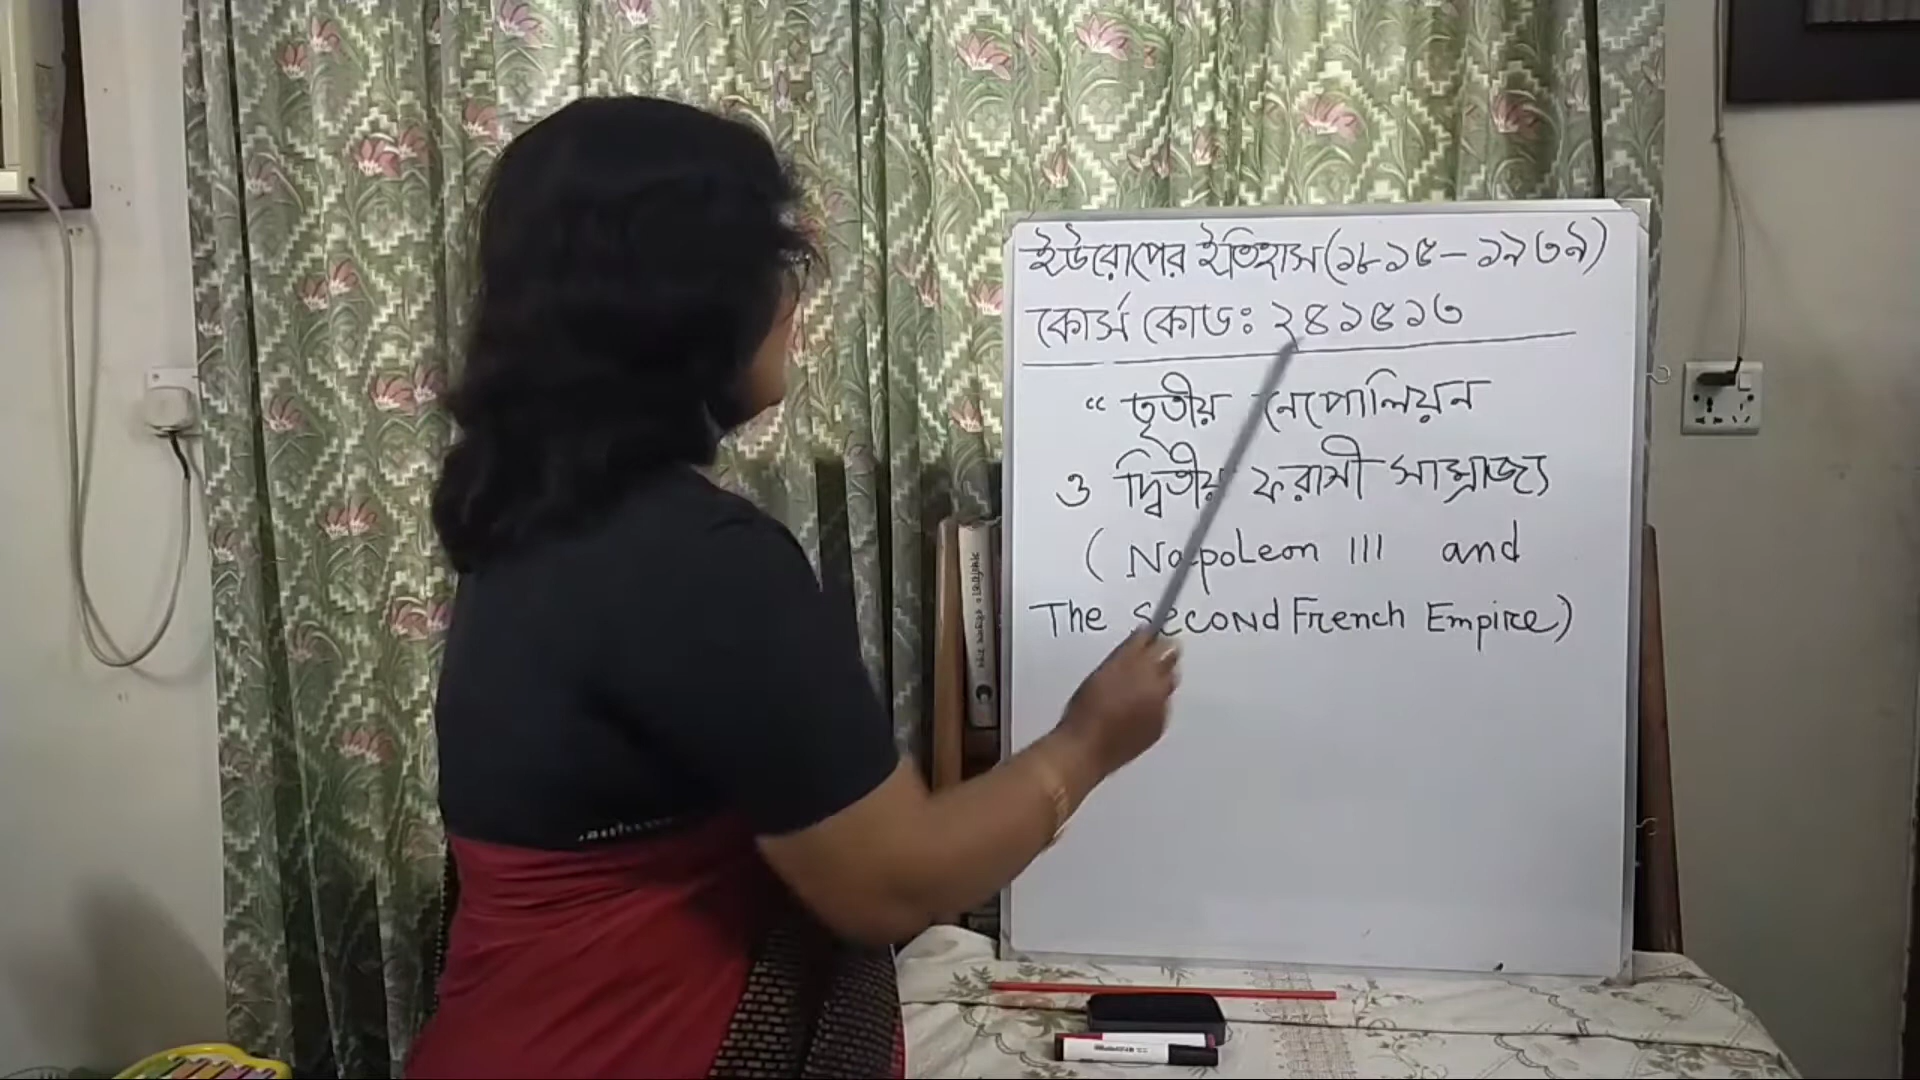 ইউরোপের ইতিহাস (১৮১৫ – ১৯৩৯)
কোর্স কোডঃ ২৪১৫১৩
“ তৃতীয় নেপোলিয়ন
ও দ্বিতীয় ফরাসী সাম্রাজ্য
( NapoLeon III and
The SecoNd French Empire)